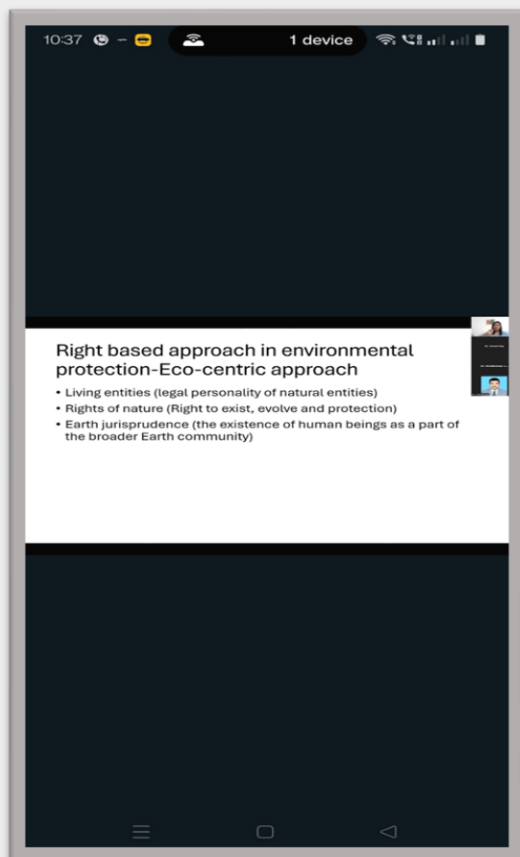 10:37
1 device
Right based approach in environmental
protection-Eco-centric approach
• Living entities (legal personality of natural entities)
• Rights of nature (Right to exist, evolve and protection)
• Earth jurisprudence (the existence of human beings as a part of
the broader Earth community)